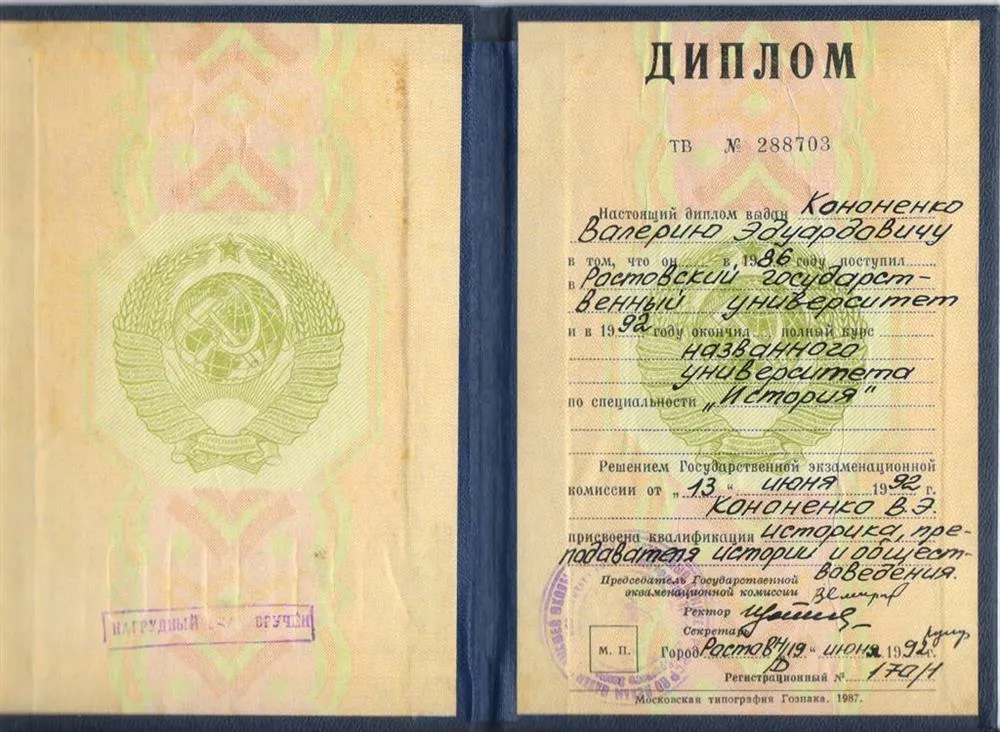 НАГРУДНЫЙ ВРУЧЕН
ДИПЛОМ
ТВ № 288703
Настоящий диплом выдан Кононенко
Валерию Эдуардовичу
в том, что он в 1986 году поступил
в Ростовский государст-
венный университет
и в 1992 году окончил полный курс
названного
университета
по специальности „История"
Решением Государственной экзаменационной
комиссии от „13" июня 1992 г.
Кононенко В.Э.
присвоена квалификация историка, пре-
подавателя истории и общест-
воведения.
Председатель Государственной
экзаменационной комиссии
Ректор
Секретарь
М. П.
Город Ростов „19" июня 1992 г.
Регистрационный № 170/1
Московская типография Гознака. 1987.